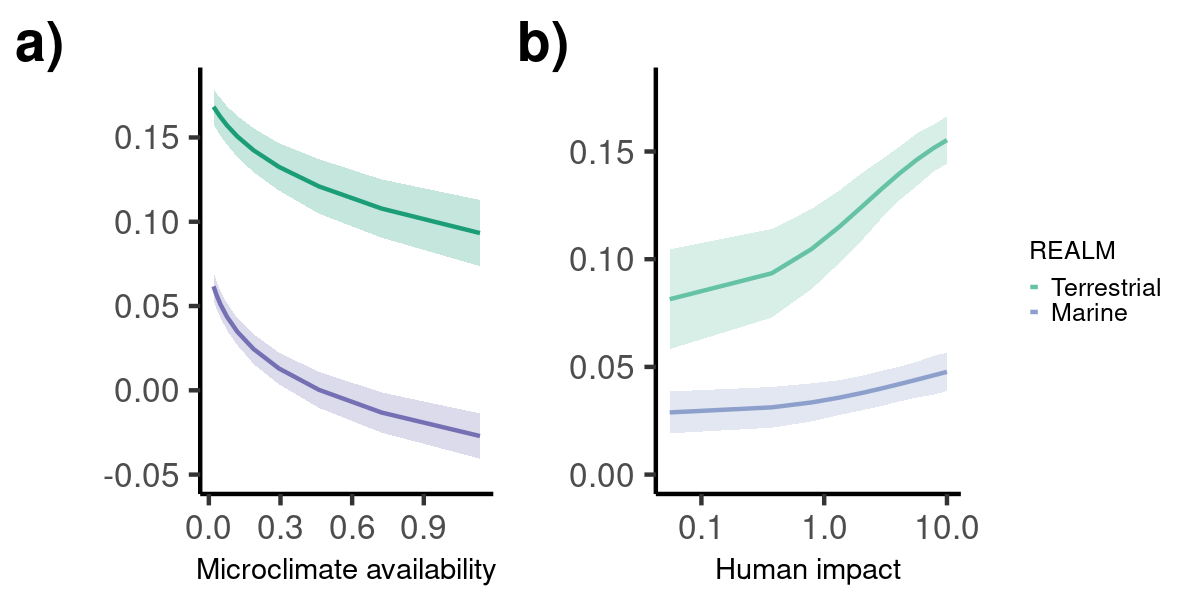 a)
0.15
0.10
0.05
0.00
-0.05
0.0 0.3 0.6 0.9
Microclimate availability
b)
0.15
0.10
0.05
0.00
0.1 1.0 10.0
Human impact
REALM
Terrestrial
Marine